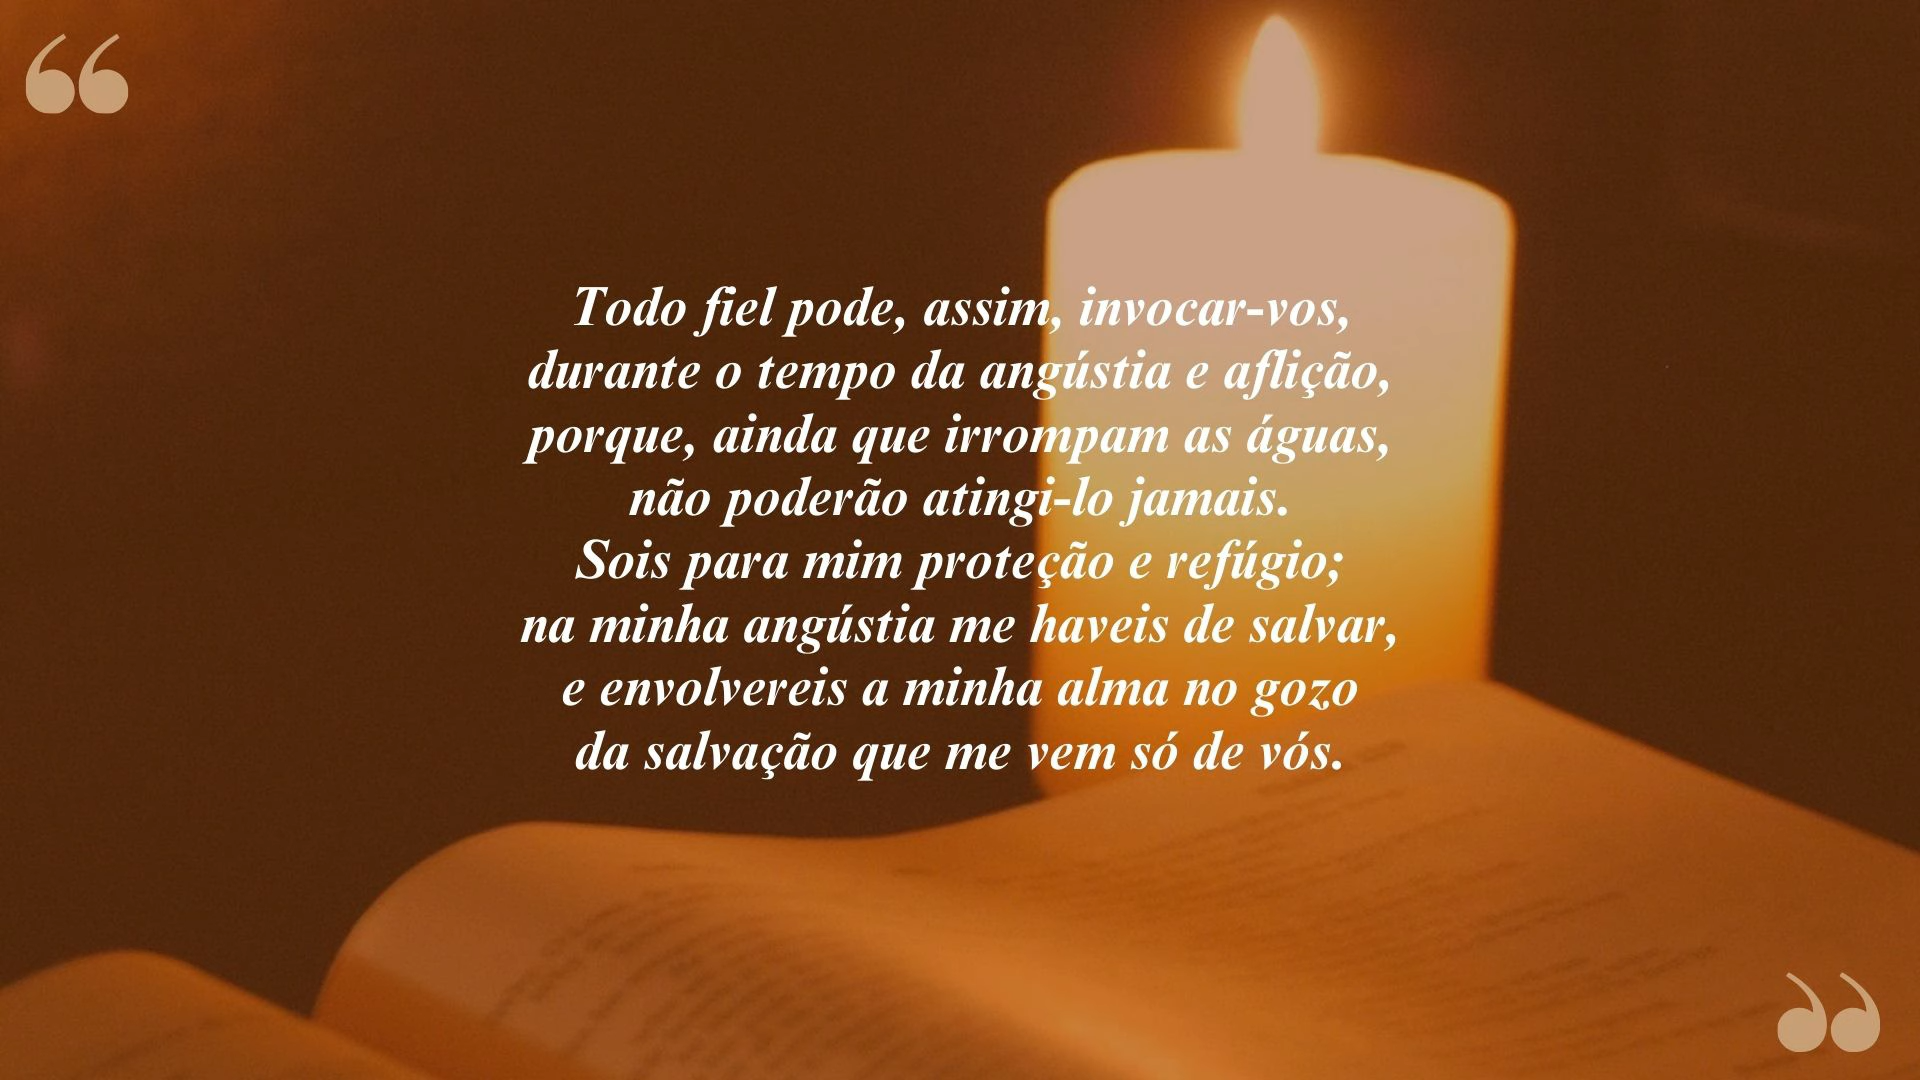 “
Todo fiel pode, assim, invocar-vos,
durante o tempo da angústia e aflição,
porque, ainda que irrompam as águas,
não poderão atingi-lo jamais.
Sois para mim proteção e refúgio;
na minha angústia me haveis de salvar,
e envolvereis a minha alma no gozo
da salvação que me vem só de vós.
”